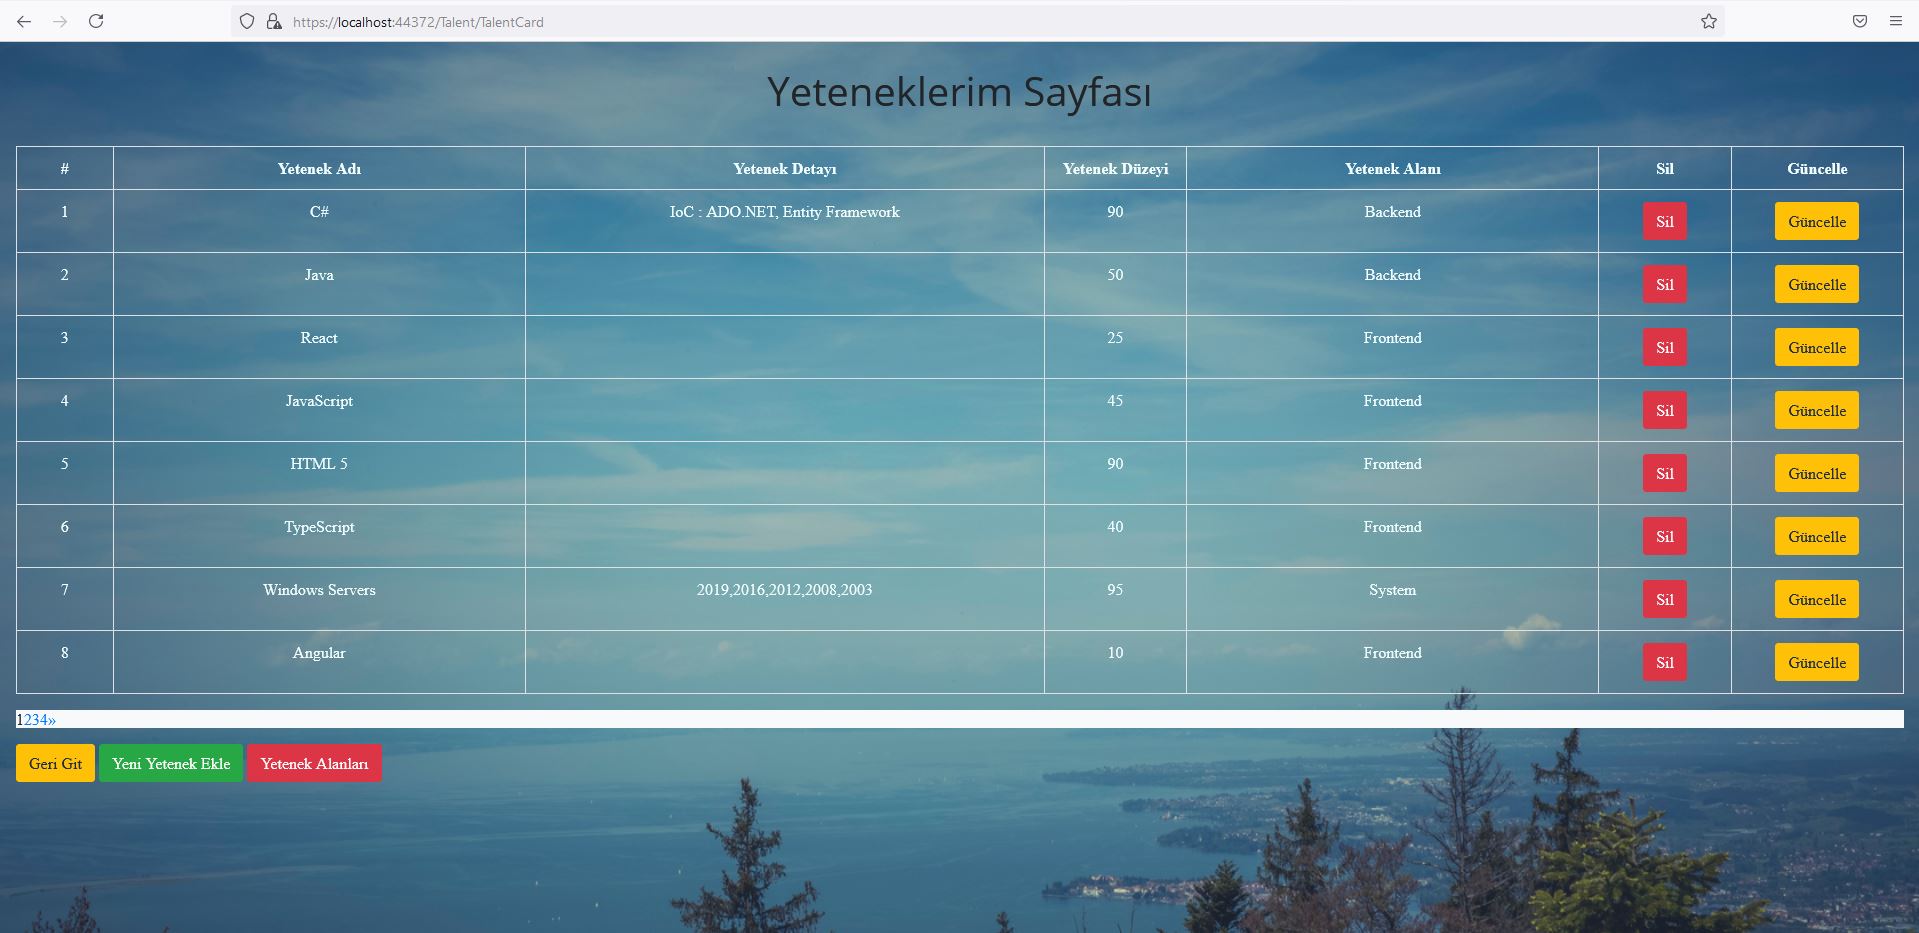 https://localhost:44372/Talent/TalentCard
Yeteneklerim Sayfası
# Yetenek Adı Yetenek Detayı Yetenek Düzeyi Yetenek Alanı Sil Güncelle
1 C# IoC : ADO.NET, Entity Framework 90 Backend Sil Güncelle
2 Java 50 Backend Sil Güncelle
3 React 25 Frontend Sil Güncelle
4 JavaScript 45 Frontend Sil Güncelle
5 HTML 5 90 Frontend Sil Güncelle
6 TypeScript 40 Frontend Sil Güncelle
7 Windows Servers 2019,2016,2012,2008,2003 95 System Sil Güncelle
8 Angular 10 Frontend Sil Güncelle
1234»
Geri Git Yeni Yetenek Ekle Yetenek Alanları